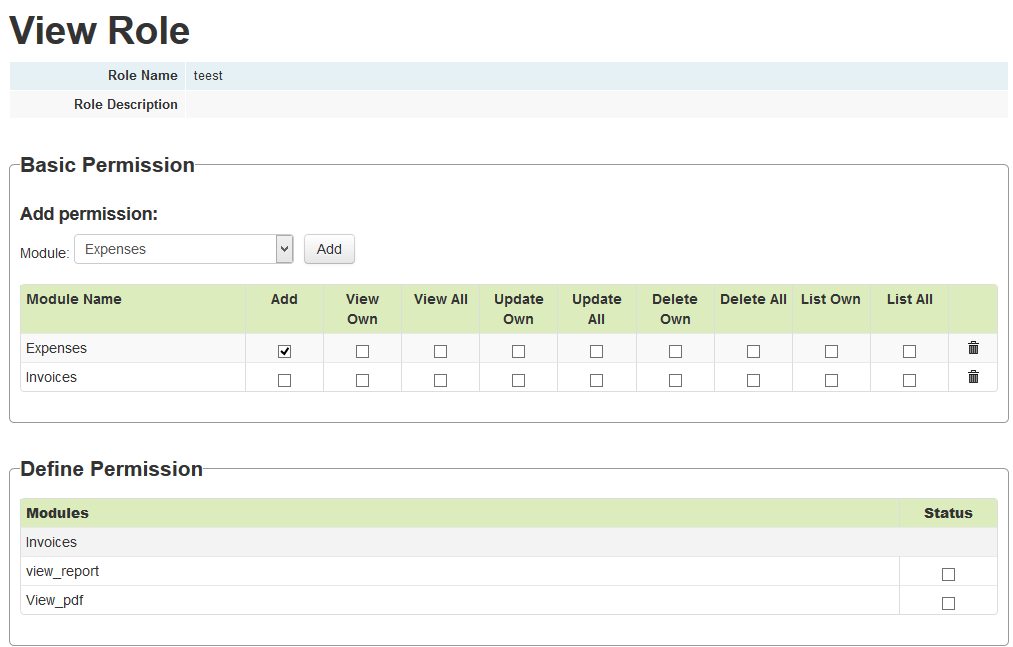 View Role
Role Name teest
Role Description
Basic Permission
Add permission:
Module: Expenses Add
Module Name Add View Own View All Update Own Update All Delete Own Delete All List Own List All
Expenses
Invoices
Define Permission
Modules Status
Invoices
view_report
View_pdf